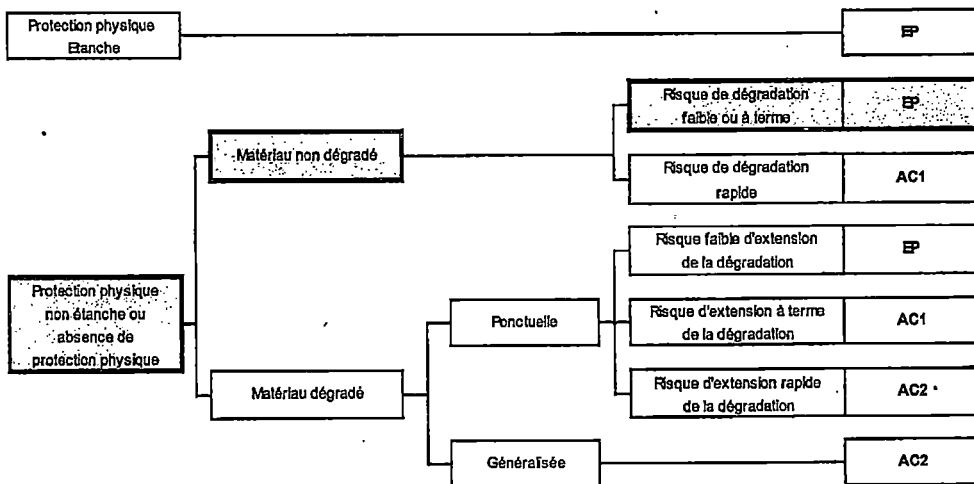 Protection physique
Etanche
EP
Risque de dégradation
faible ou à terme
EP
Matériau non dégradé
Risque de dégradation
rapide
AC1
Risque faible d'extension
de la dégradation
EP
Protection physique
non étanche ou
absence de
protection physique
Ponctuelle
Risque d'extension à terme
de la dégradation
AC1
Matériau dégradé
Risque d'extension rapide
de la dégradation
AC2
Généralisée
AC2